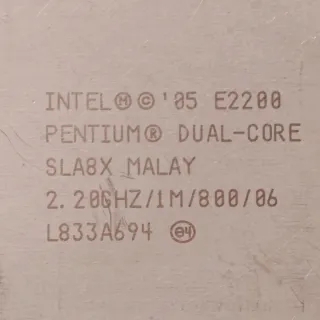 INTEL Ⓜ © '05 E2200
PENTIUM® DUAL-CORE
SLA8X MALAY
2.20GHZ/1M/800/06
L833A694 e4